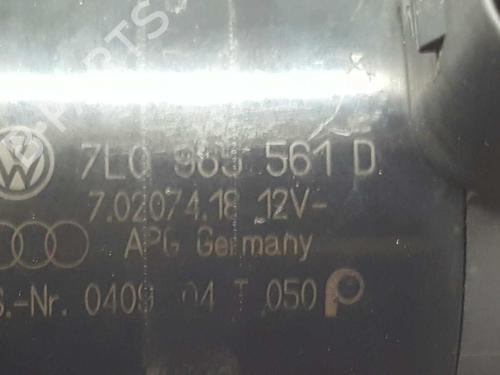 7L0 965 561 D
7.02074.18 12V-
APG Germany
S.-Nr. 0409 04 T 050